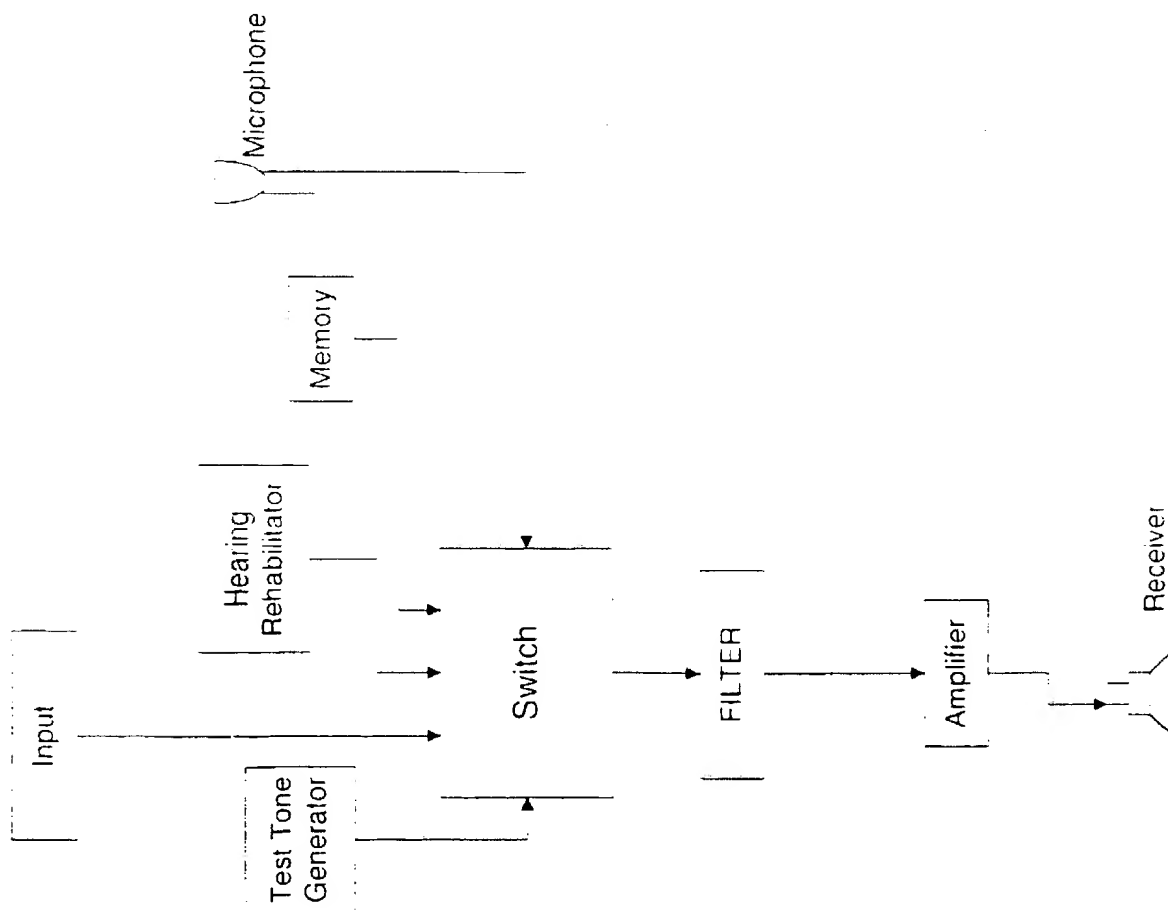 Input
Test Tone
Generator
Hearing
Rehabilitator
Memory
Microphone
Switch
FILTER
Amplifier
Receiver